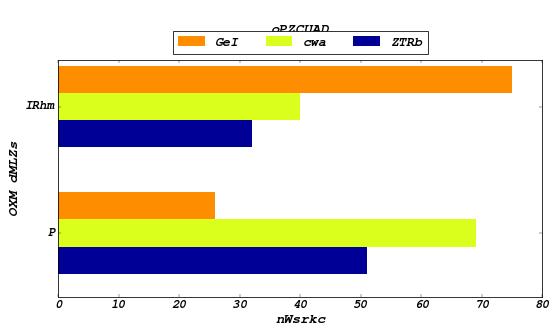 oPZCUAD
GeI cwa ZTRb
IRhm
P
OXM dMLZs
0 10 20 30 40 50 60 70 80
nWsrkc